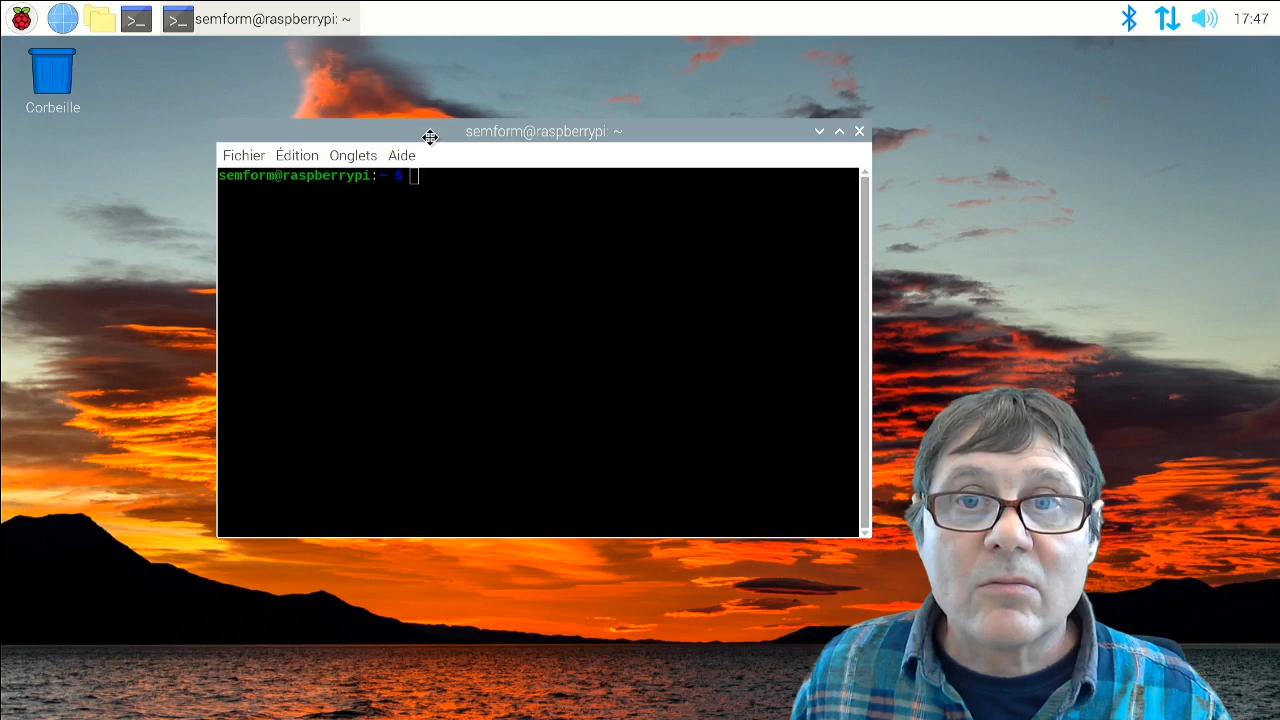 semform@raspberrypi: ~
17:47
Corbeille
semform@raspberrypi: ~
Fichier Édition Onglets Aide
semform@raspberrypi:~ $